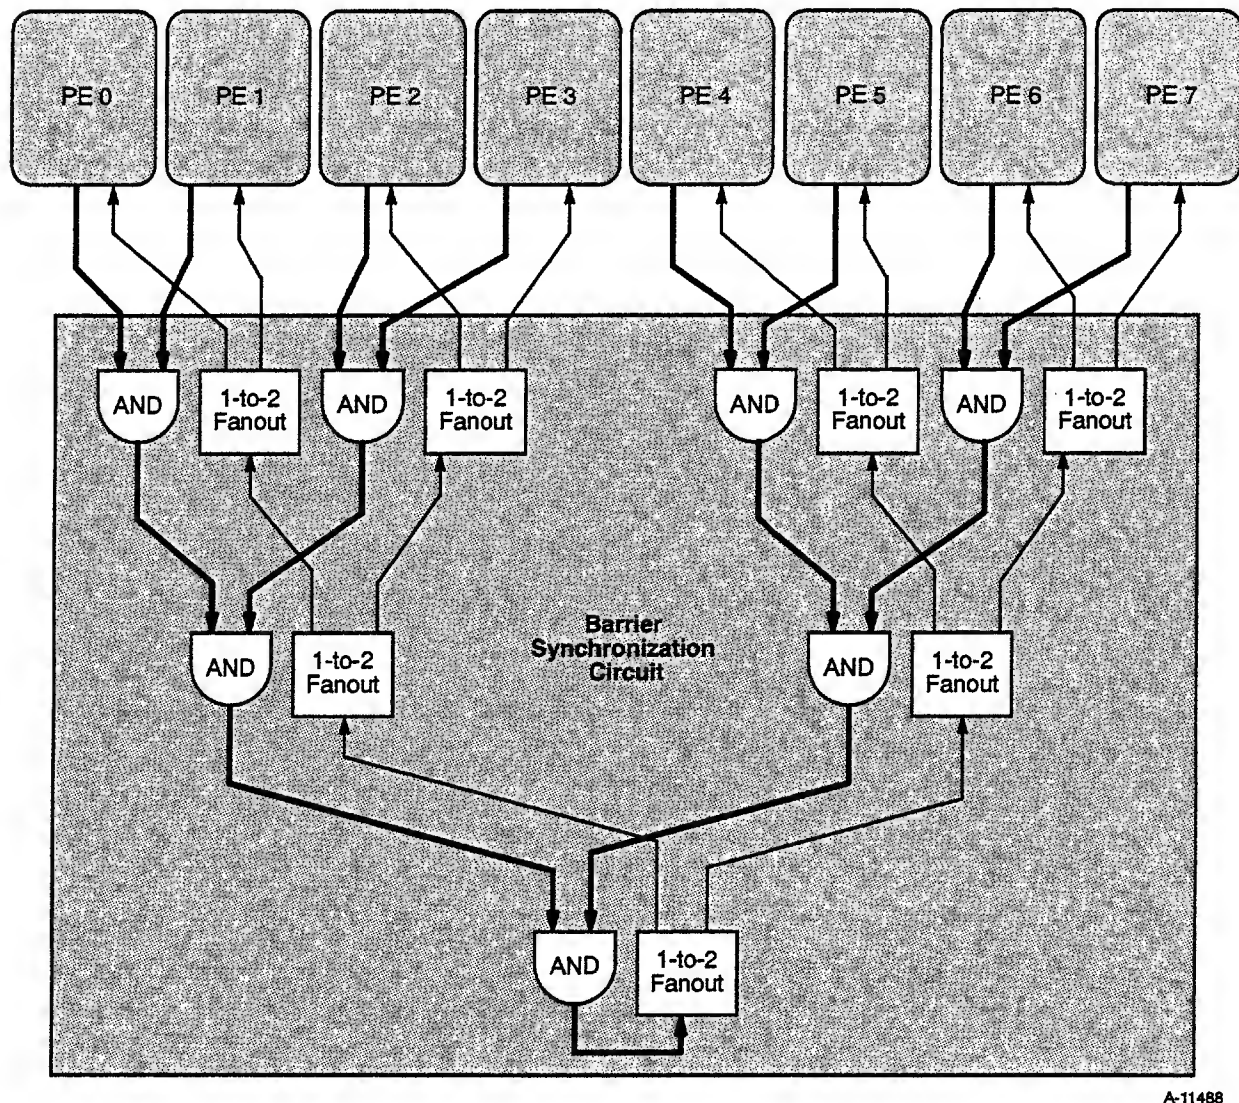 PE 0
PE 1
PE 2
PE 3
PE 4
PE 5
PE 6
PE 7
AND
1-to-2
Fanout
AND
1-to-2
Fanout
AND
1-to-2
Fanout
AND
1-to-2
Fanout
AND
1-to-2
Fanout
Barrier
Synchronization
Circuit
AND
1-to-2
Fanout
AND
1-to-2
Fanout
A-11488